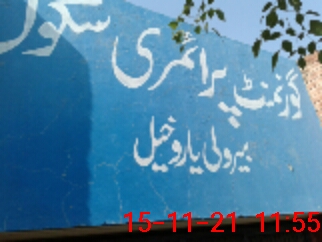 گورنمنٹ پرائمری سکول
بیرولی یاروخیل
15-11-21 11.55